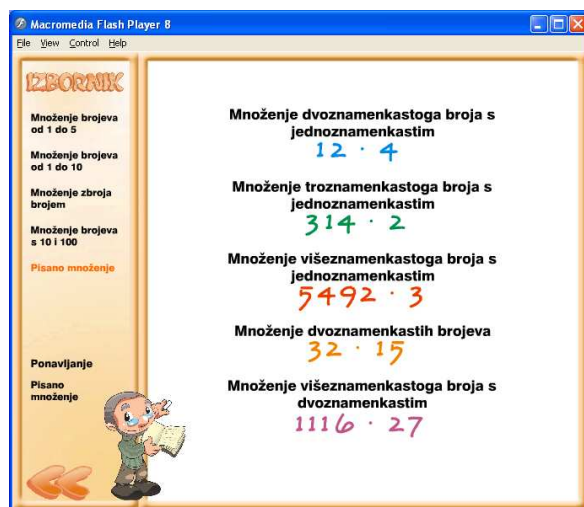 Macromedia Flash Player 8
File View Control Help
IZBORNIK
Množenje brojeva
od 1 do 5
Množenje brojeva
od 1 do 10
Množenje zbroja
brojem
Množenje brojeva
s 10 i 100
Pisano množenje
Ponavljanje
Pisano
množenje
Množenje dvoznamenkastoga broja s
jednoznamenkastim
12 · 4
Množenje troznamenkastoga broja s
jednoznamenkastim
314 · 2
Množenje višeznamenkastoga broja s
jednoznamenkastim
5492 · 3
Množenje dvoznamenkastih brojeva
32 · 15
Množenje višeznamenkastoga broja s
dvoznamenkastim
1116 · 27